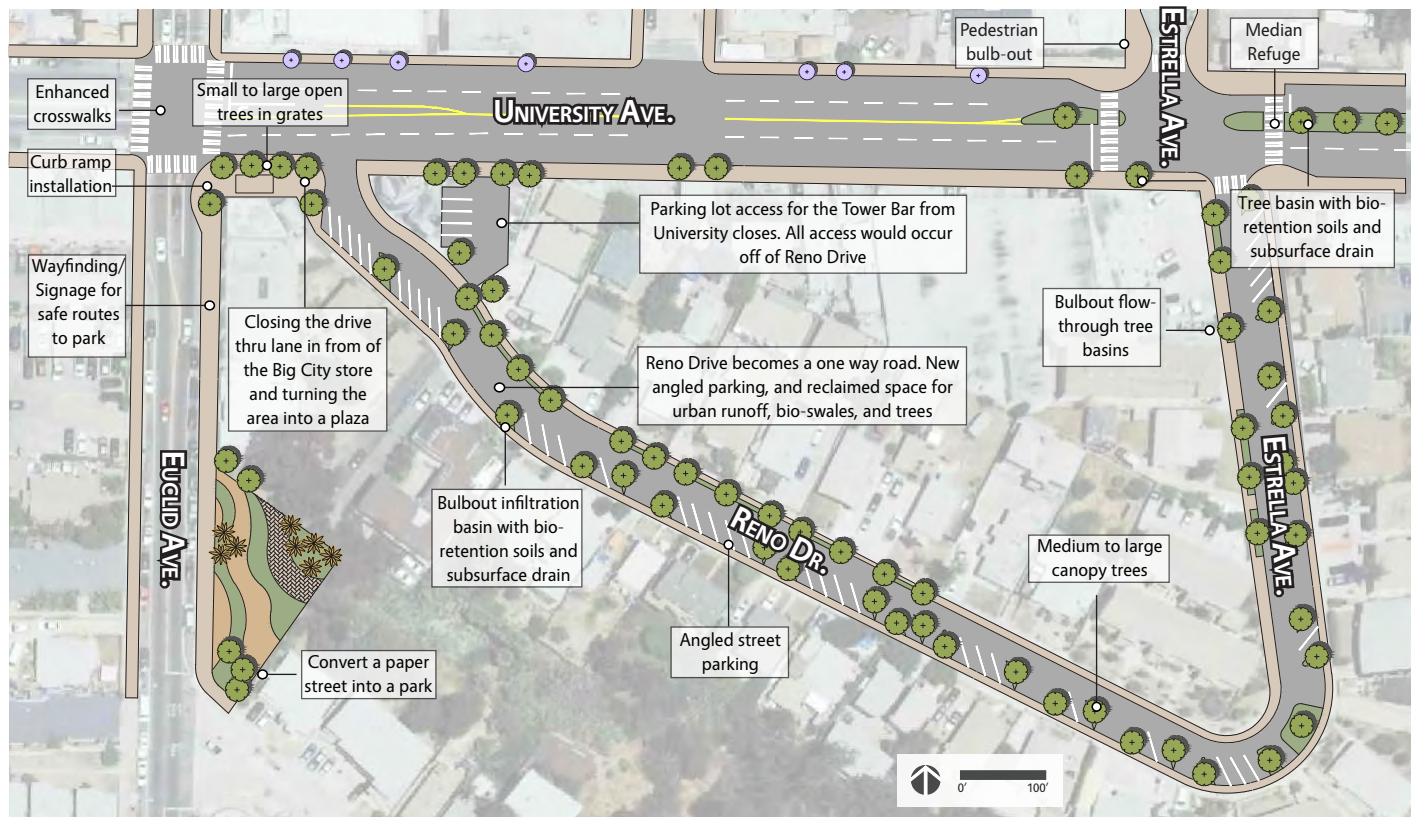 Pedestrian
bulb-out
ESTRELLA AVE.
Median
Refuge
Enhanced
crosswalks
Small to large open
trees in grates
UNIVERSITY AVE.
Curb ramp
installation
Parking lot access for the Tower Bar from
University closes. All access would occur
off of Reno Drive
Tree basin with bio-
retention soils and
subsurface drain
Wayfinding/
Signage for
safe routes
to park
Closing the drive
thru lane in from of
the Big City store
and turning the
area into a plaza
Bulbout flow-
through tree
basins
Reno Drive becomes a one way road. New
angled parking, and reclaimed space for
urban runoff, bio-swales, and trees
EUCLID AVE.
Bulbout infiltration
basin with bio-
retention soils and
subsurface drain
RENO DR.
ESTRELLA AVE.
Medium to large
canopy trees
Angled street
parking
Convert a paper
street into a park
0' 100'